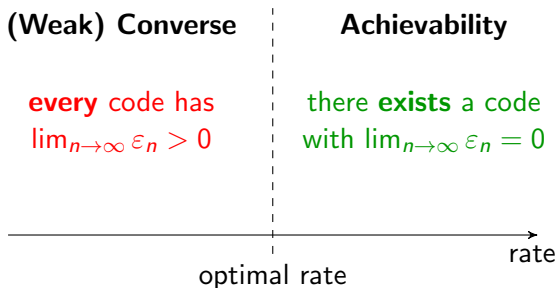 (Weak) Converse
Achievability
every code has
lim_{n→∞} ε_n > 0
there exists a code
with lim_{n→∞} ε_n = 0
rate
optimal rate